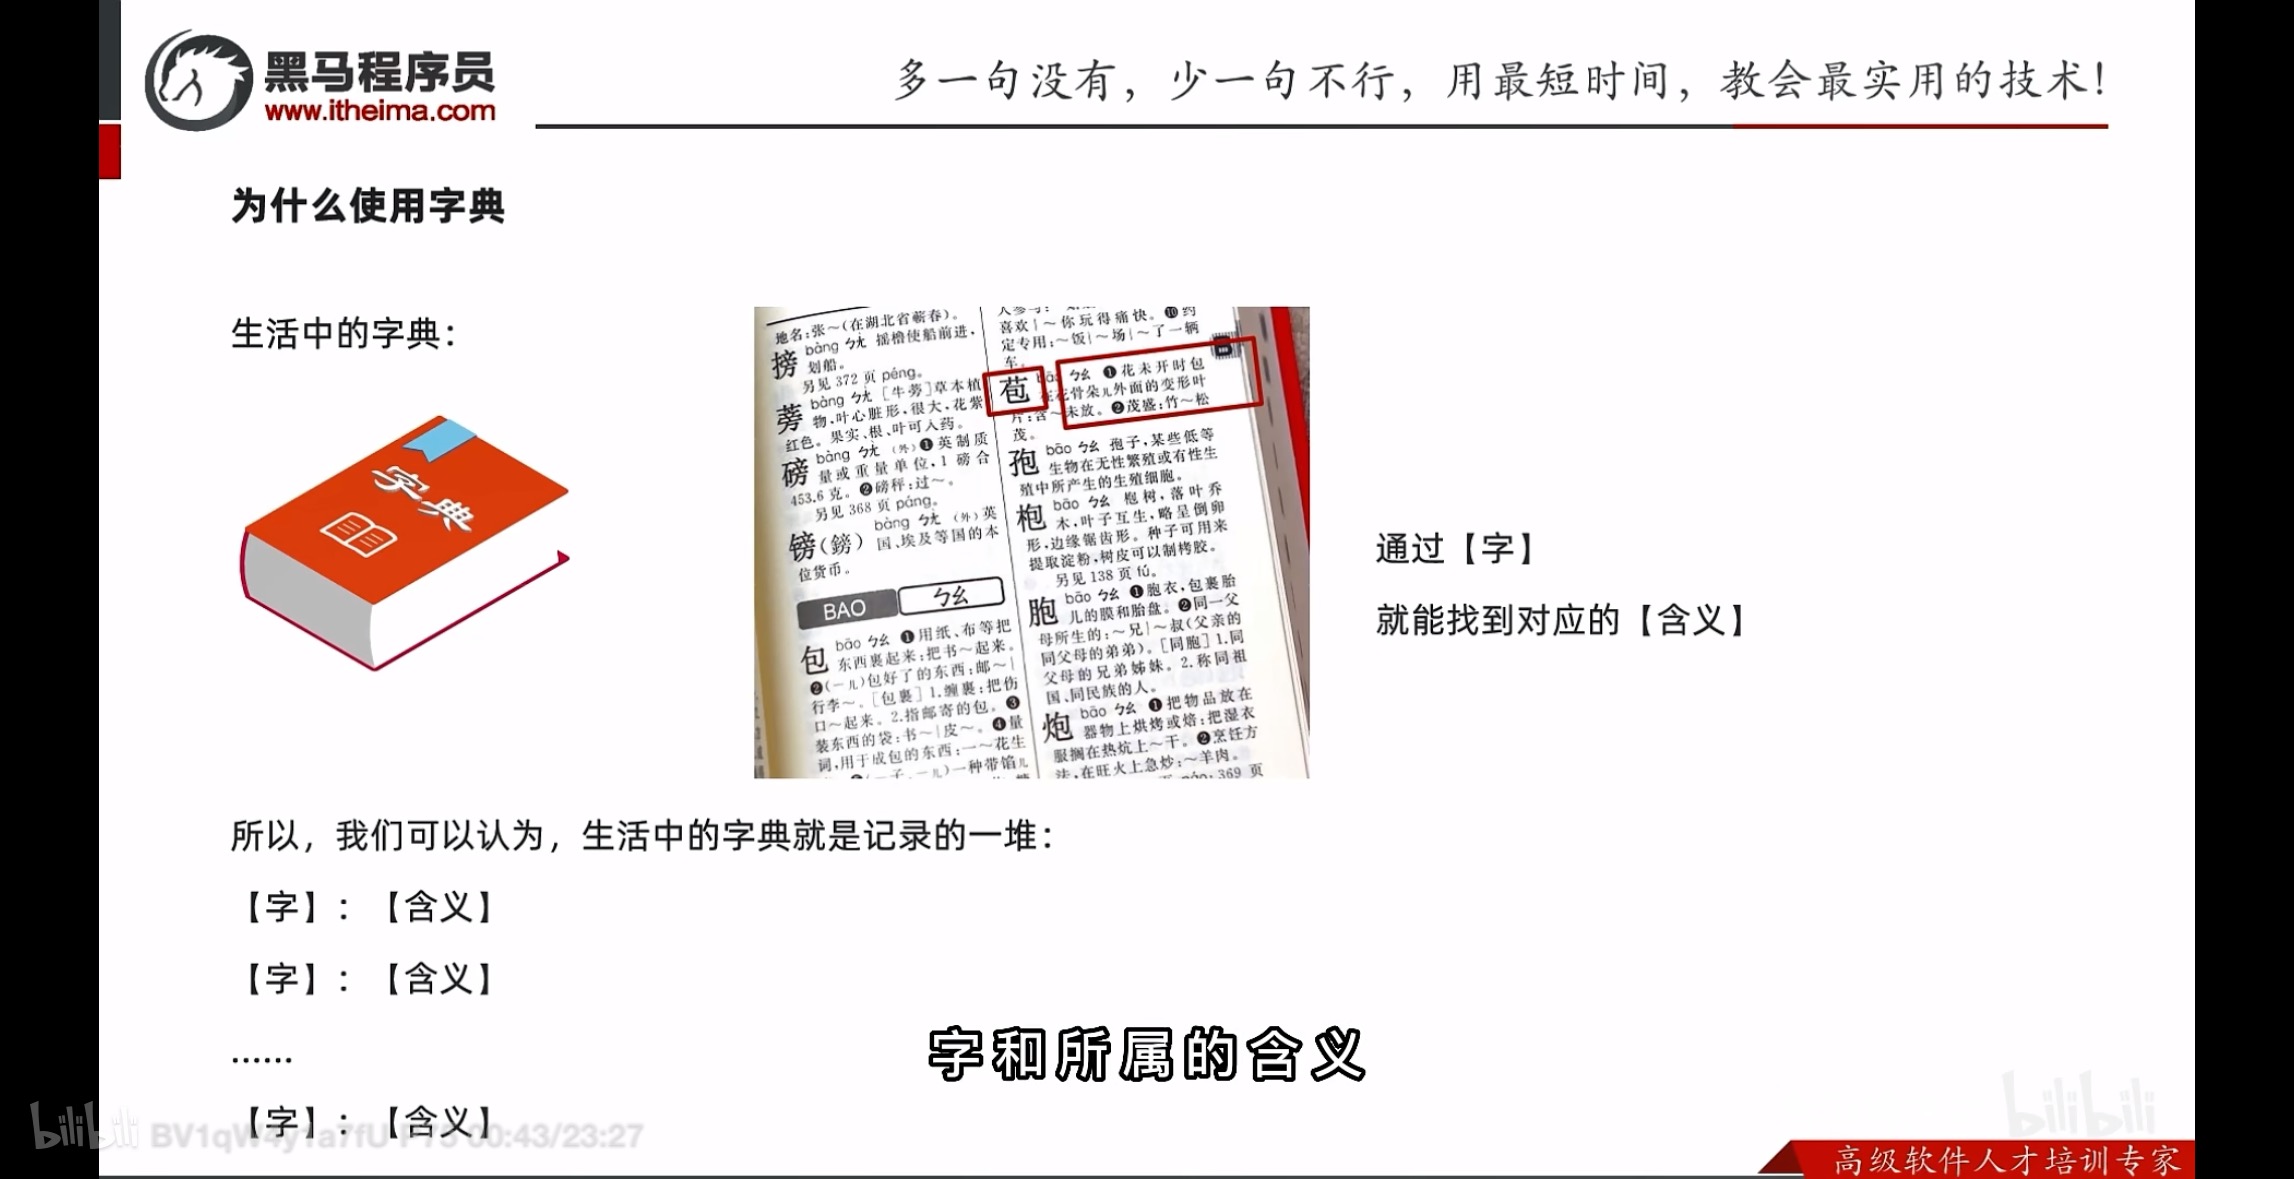 黑马程序员
www.itheima.com
多一句没有，少一句不行，用最短时间，教会最实用的技术！
为什么使用字典
生活中的字典：
字典
地名：张～（在湖北省蕲春）。
搒 bàng ㄅㄤˋ 摇橹使船前进，
划船。
另见 372 页 péng。
蒡 bàng ㄅㄤˋ ［牛蒡］草本植
物，叶心脏形，很大，花紫
红色。果实、根、叶可入药。
磅 bàng ㄅㄤˋ （外）❶英制质
量或重量单位，1 磅合
453.6 克。❷磅秤：过～。
另见 368 页 páng。
镑（鎊） bàng ㄅㄤˋ （外）英
国、埃及等国的本
位货币。
BAO ㄅㄠ
包 bāo ㄅㄠ ❶用纸、布等把
东西裹起来：把书～起来。
❷（－儿）包好了的东西：邮～｜
行李～。［包裹］1.缠裹：把伤
口～起来。2.指邮寄的包。❸
装东西的袋：书～｜皮～。❹量
词，用于成包的东西：一～花生
一种带馅儿
喜欢｜～你玩得痛快。❿约
定专用：～饭｜～场｜～了一辆
车。
苞 bāo ㄅㄠ ❶花未开时包
在花骨朵儿外面的变形叶
片：含～未放。❷茂盛：竹～松
茂。
孢 bāo ㄅㄠ 孢子，某些低等
生物在无性繁殖或有性生
殖中所产生的生殖细胞。
枹 bāo ㄅㄠ 枹树，落叶乔
木，叶子互生，略呈倒卵
形，边缘锯齿形。种子可用来
提取淀粉，树皮可以制栲胶。
另见 138 页 fú。
胞 bāo ㄅㄠ ❶胞衣，包裹胎
儿的膜和胎盘。❷同一父
母所生的：～兄｜～叔（父亲的
同父母的弟弟）。［同胞］1.同
父母的兄弟姊妹。2.称同祖
国、同民族的人。
炮 bāo ㄅㄠ ❶把物品放在
器物上烘烤或焙：把湿衣
服搁在热炕上～干。❷烹饪方
法，在旺火上急炒：～羊肉。
369 页
通过【字】
就能找到对应的【含义】
所以，我们可以认为，生活中的字典就是记录的一堆：
【字】：【含义】
【字】：【含义】
......
【字】：【含义】
字和所属的含义
bilibili BV1qW4y1a7fU P75 00:43/23:27
bilibili
高级软件人才培训专家